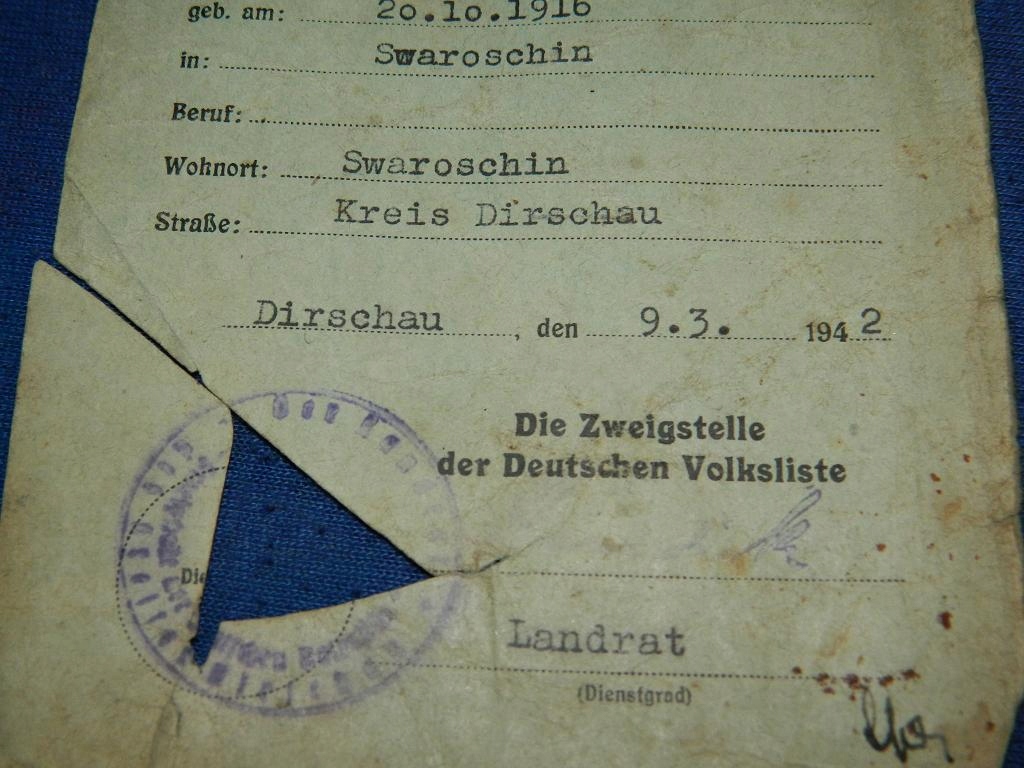 geb. am: 20.10.1916
in: Swaroschin
Beruf:
Wohnort: Swaroschin
Straße: Kreis Dirschau
Dirschau, den 9.3. 1942
Die Zweigstelle
der Deutschen Volksliste
Die
Landrat
(Dienstgrad)